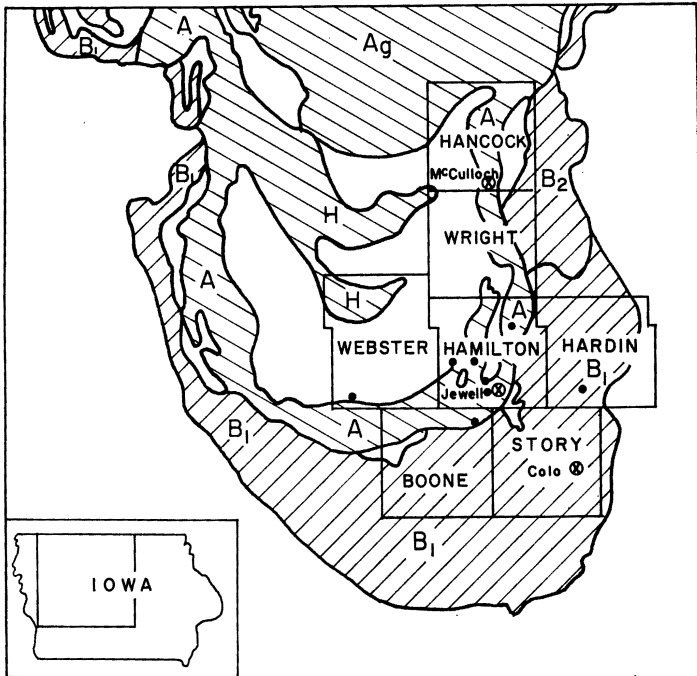 A
Ag
B₁
A
HANCOCK
McCulloch
B₁
B₂
H
WRIGHT
A
H
A
WEBSTER
HAMILTON
HARDIN
B₁
Jewell
A
B₁
STORY
Colo
BOONE
B₁
IOWA